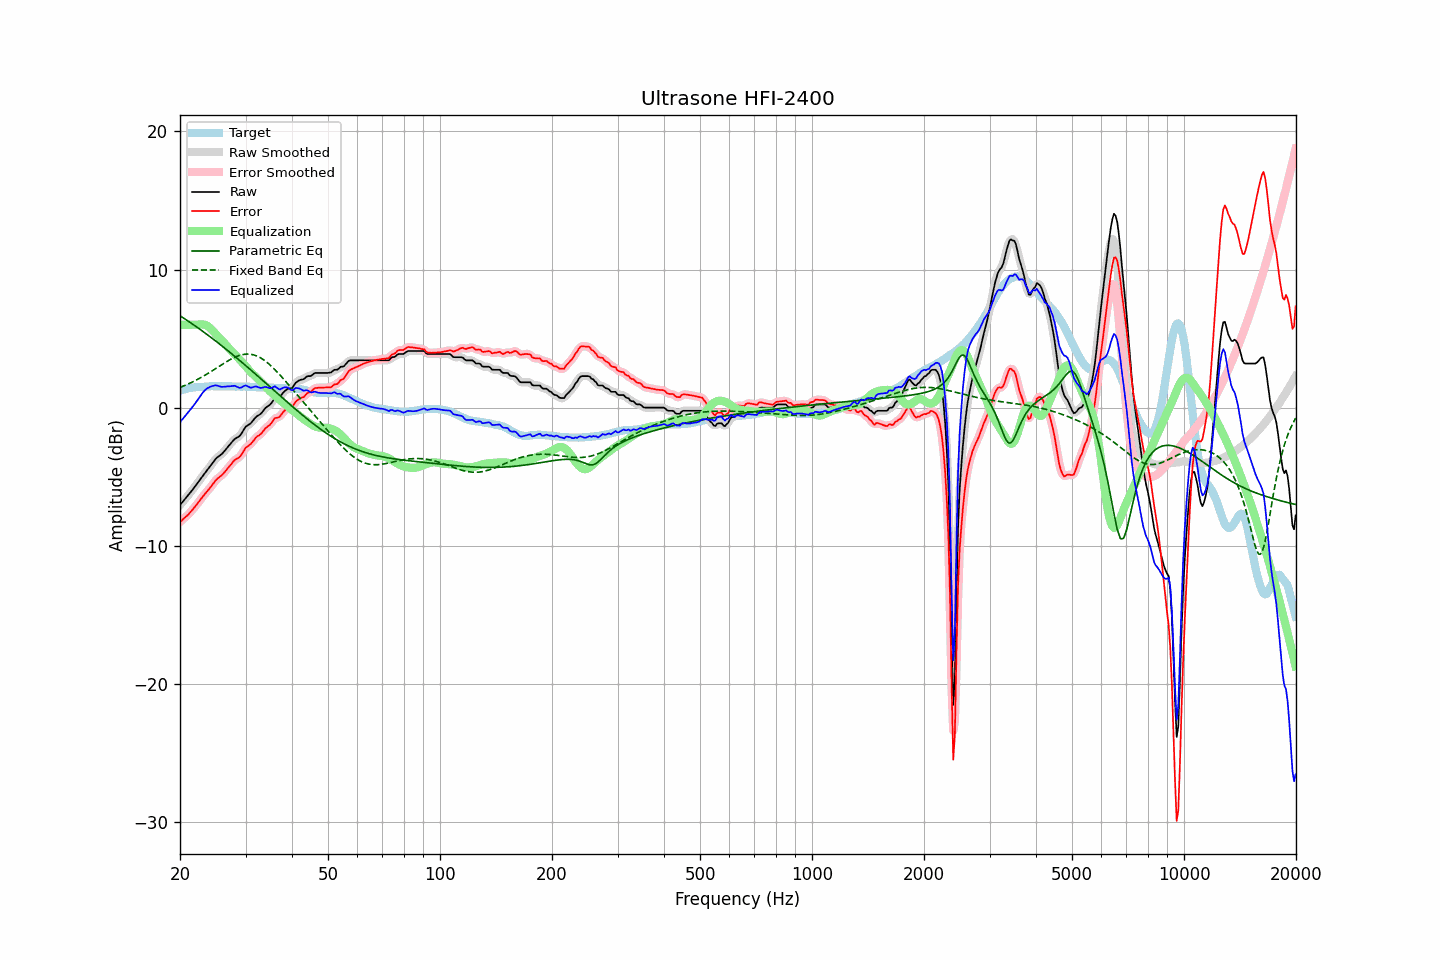 Ultrasone HFI-2400
Target
Raw Smoothed
Error Smoothed
Raw
Error
Equalization
Parametric Eq
Fixed Band Eq
Equalized
20
10
0
−10
−20
−30
Amplitude (dBr)
20 50 100 200 500 1000 2000 5000 10000 20000
Frequency (Hz)